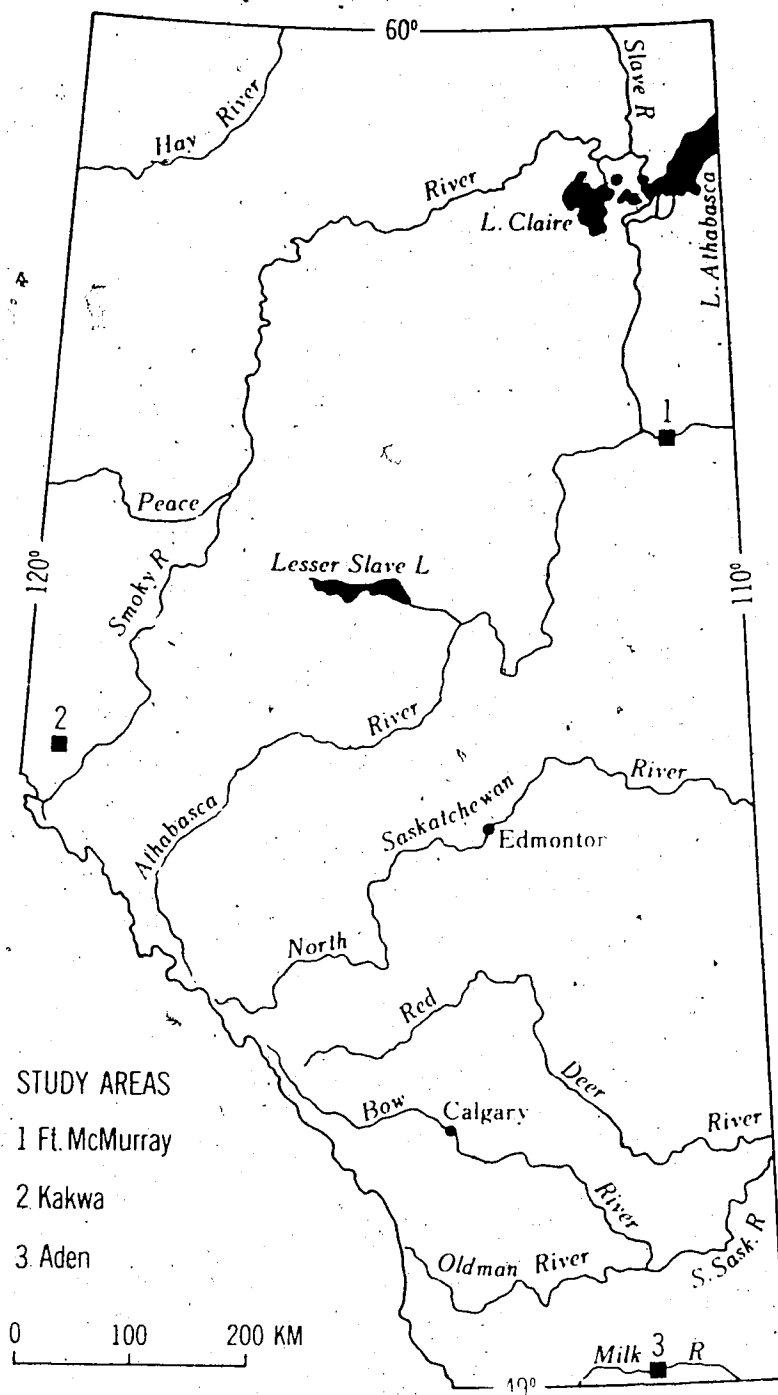 60°
Slave R
Hay River
River
L. Claire
L. Athabasca
1
Peace
120°
Smoky R
Lesser Slave L
110°
2
River
Athabasca
Saskatchewan
River
Edmontor
North
Red
STUDY AREAS
Deer
Bow
Calgary
River
1 Ft. McMurray
River
2 Kakwa
3 Aden
Oldman River
S. Sask. R
0 100 200 KM
Milk 3 R
49°